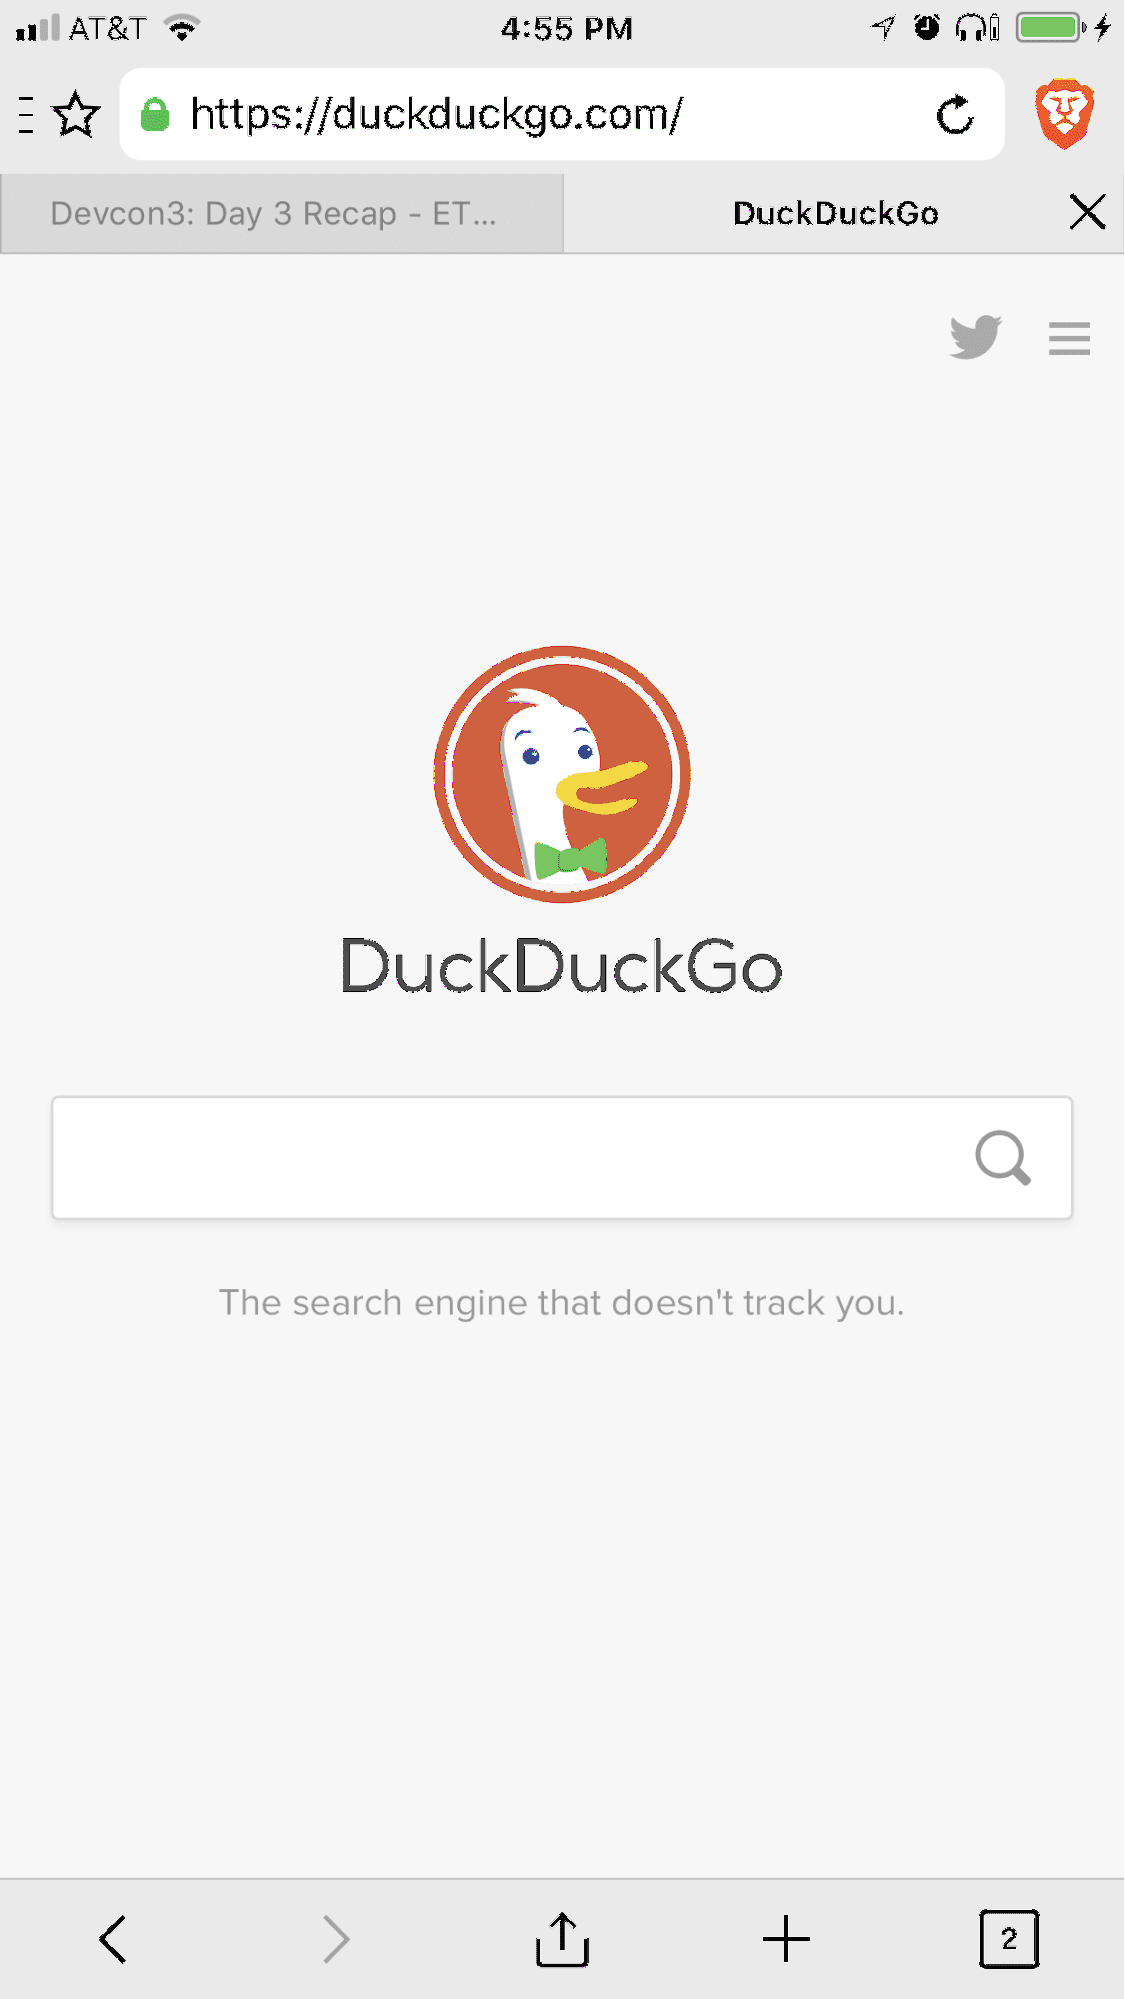 AT&T 4:55 PM
https://duckduckgo.com/
Devcon3: Day 3 Recap - ET... DuckDuckGo
DuckDuckGo
The search engine that doesn't track you.
2